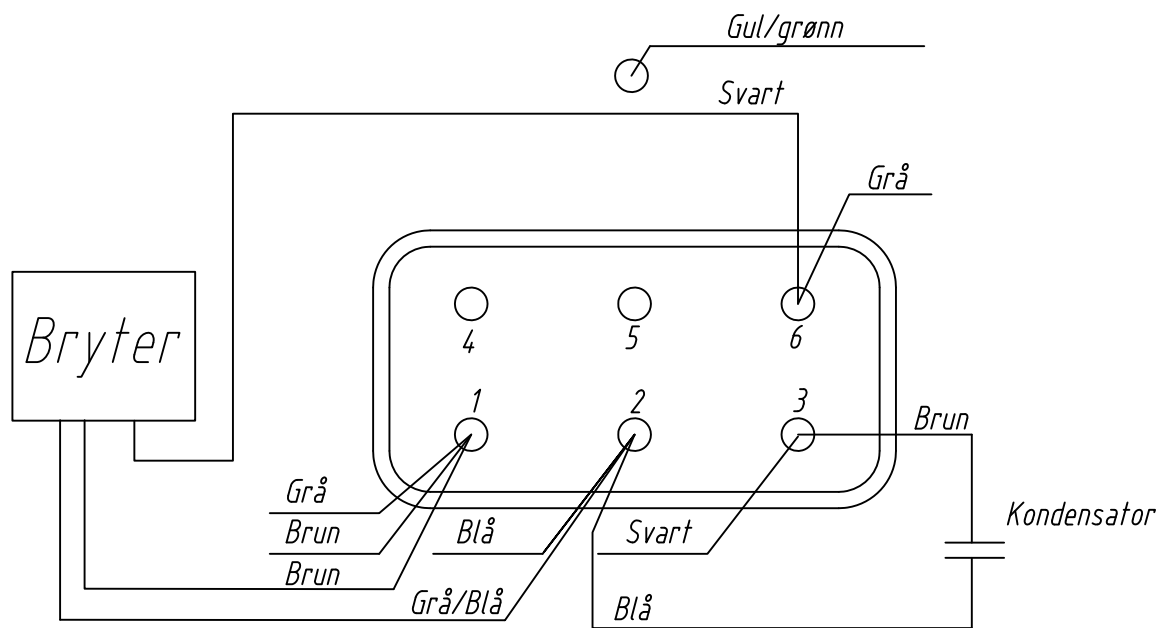 Gul/grønn
Svart
Grå
Bryter
4
5
6
1
2
3
Brun
Grå
Brun
Blå
Svart
Kondensator
Brun
Grå/Blå
Blå